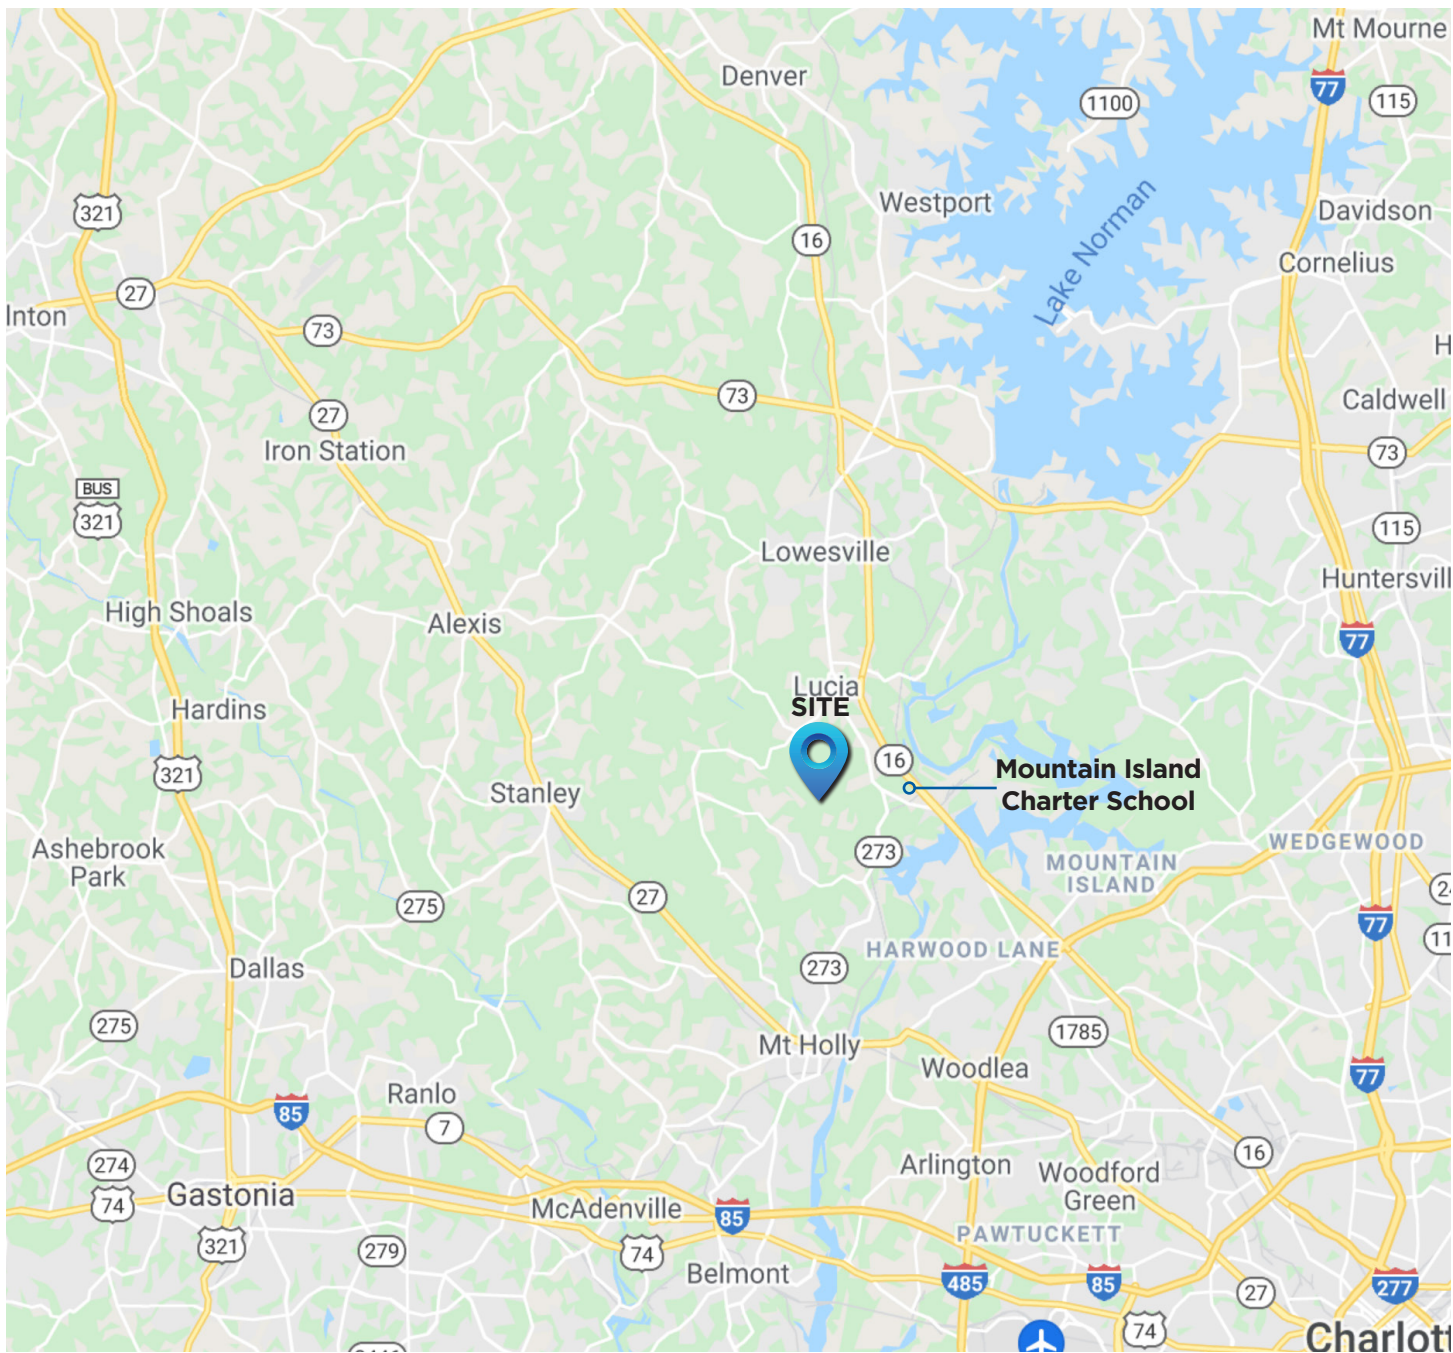 Mt Mourne
Denver
77
1100
115
Westport
321
Davidson
16
Lake Norman
Cornelius
27
lnton
73
H
73
Caldwell
27
Iron Station
73
BUS
321
115
Lowesville
Huntersvill
High Shoals
Alexis
77
Lucia
SITE
Hardins
16
321
Mountain Island
Charter School
Stanley
WEDGEWOOD
Ashebrook
Park
273
MOUNTAIN
ISLAND
27
275
77
HARWOOD LANE
11
Dallas
273
275
1785
Mt Holly
Woodlea
77
Ranlo
85
7
16
274
Arlington
Woodford
Green
74
Gastonia
McAdenville
85
PAWTUCKETT
321
279
74
Belmont
485
85
277
27
74
Charlott